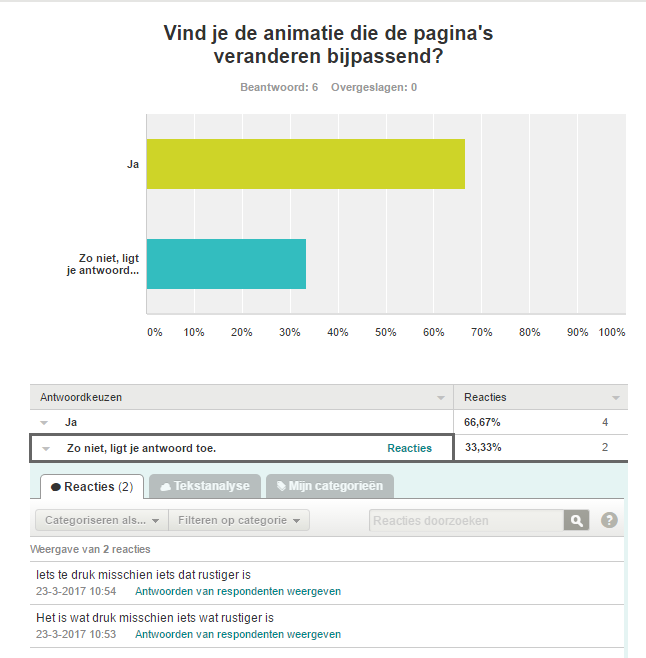 Vind je de animatie die de pagina's
veranderen bijpassend?
Beantwoord: 6 Overgeslagen: 0
Ja
Zo niet, ligt
je antwoord...
0% 10% 20% 30% 40% 50% 60% 70% 80% 90% 100%
Antwoordkeuzen Reacties
Ja 66,67% 4
Zo niet, ligt je antwoord toe. Reacties 33,33% 2
Reacties (2) Tekstanalyse Mijn categorieën
Categoriseren als... Filteren op categorie Reacties doorzoeken ?
Weergave van 2 reacties
Iets te druk misschien iets dat rustiger is
23-3-2017 10:54 Antwoorden van respondenten weergeven
Het is wat druk misschien iets wat rustiger is
23-3-2017 10:53 Antwoorden van respondenten weergeven